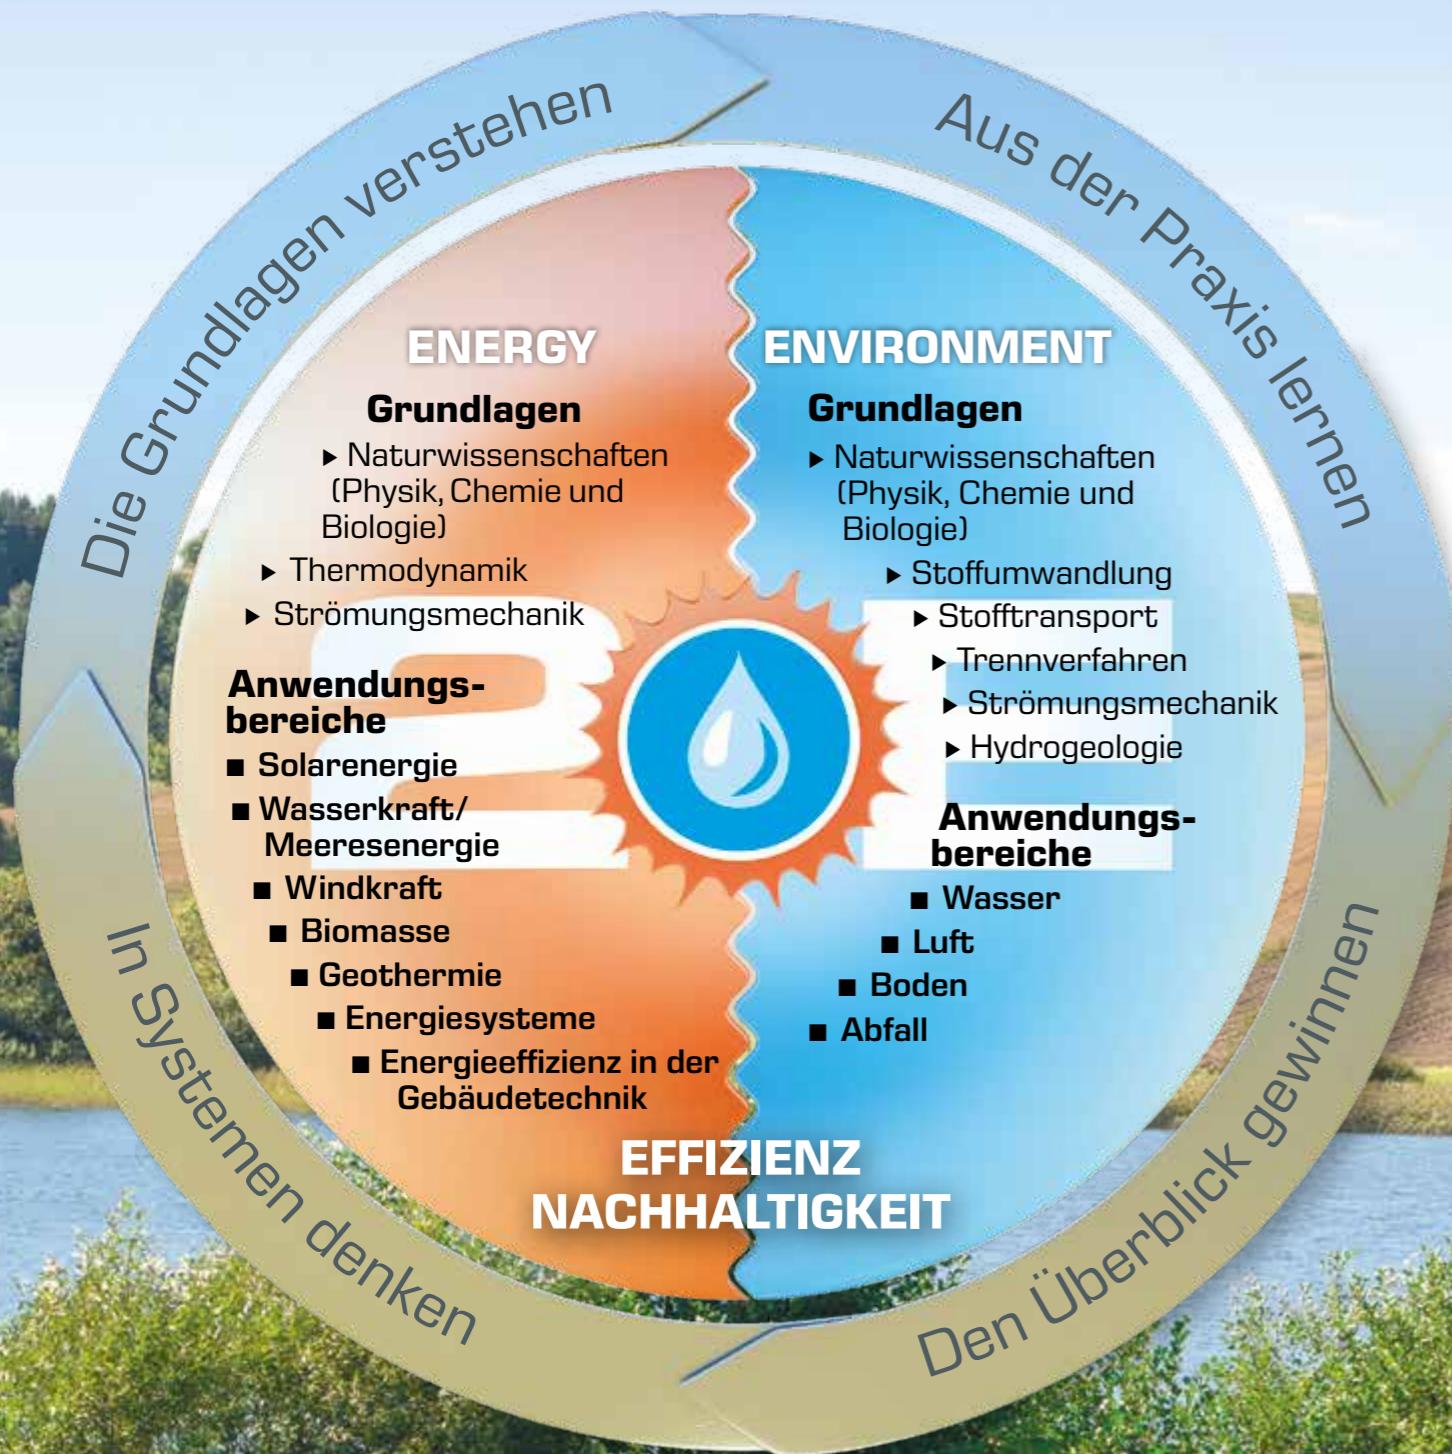 Die Grundlagen verstehen
Aus der Praxis lernen
Den Überblick gewinnen
In Systemen denken
2E
ENERGY
Grundlagen
▶ Naturwissenschaften
(Physik, Chemie und
Biologie)
▶ Thermodynamik
▶ Strömungsmechanik
Anwendungs-
bereiche
■ Solarenergie
■ Wasserkraft/
Meeresenergie
■ Windkraft
■ Biomasse
■ Geothermie
■ Energiesysteme
■ Energieeffizienz in der
Gebäudetechnik
ENVIRONMENT
Grundlagen
▶ Naturwissenschaften
(Physik, Chemie und
Biologie)
▶ Stoffumwandlung
▶ Stofftransport
▶ Trennverfahren
▶ Strömungsmechanik
▶ Hydrogeologie
Anwendungs-
bereiche
■ Wasser
■ Luft
■ Boden
■ Abfall
EFFIZIENZ
NACHHALTIGKEIT